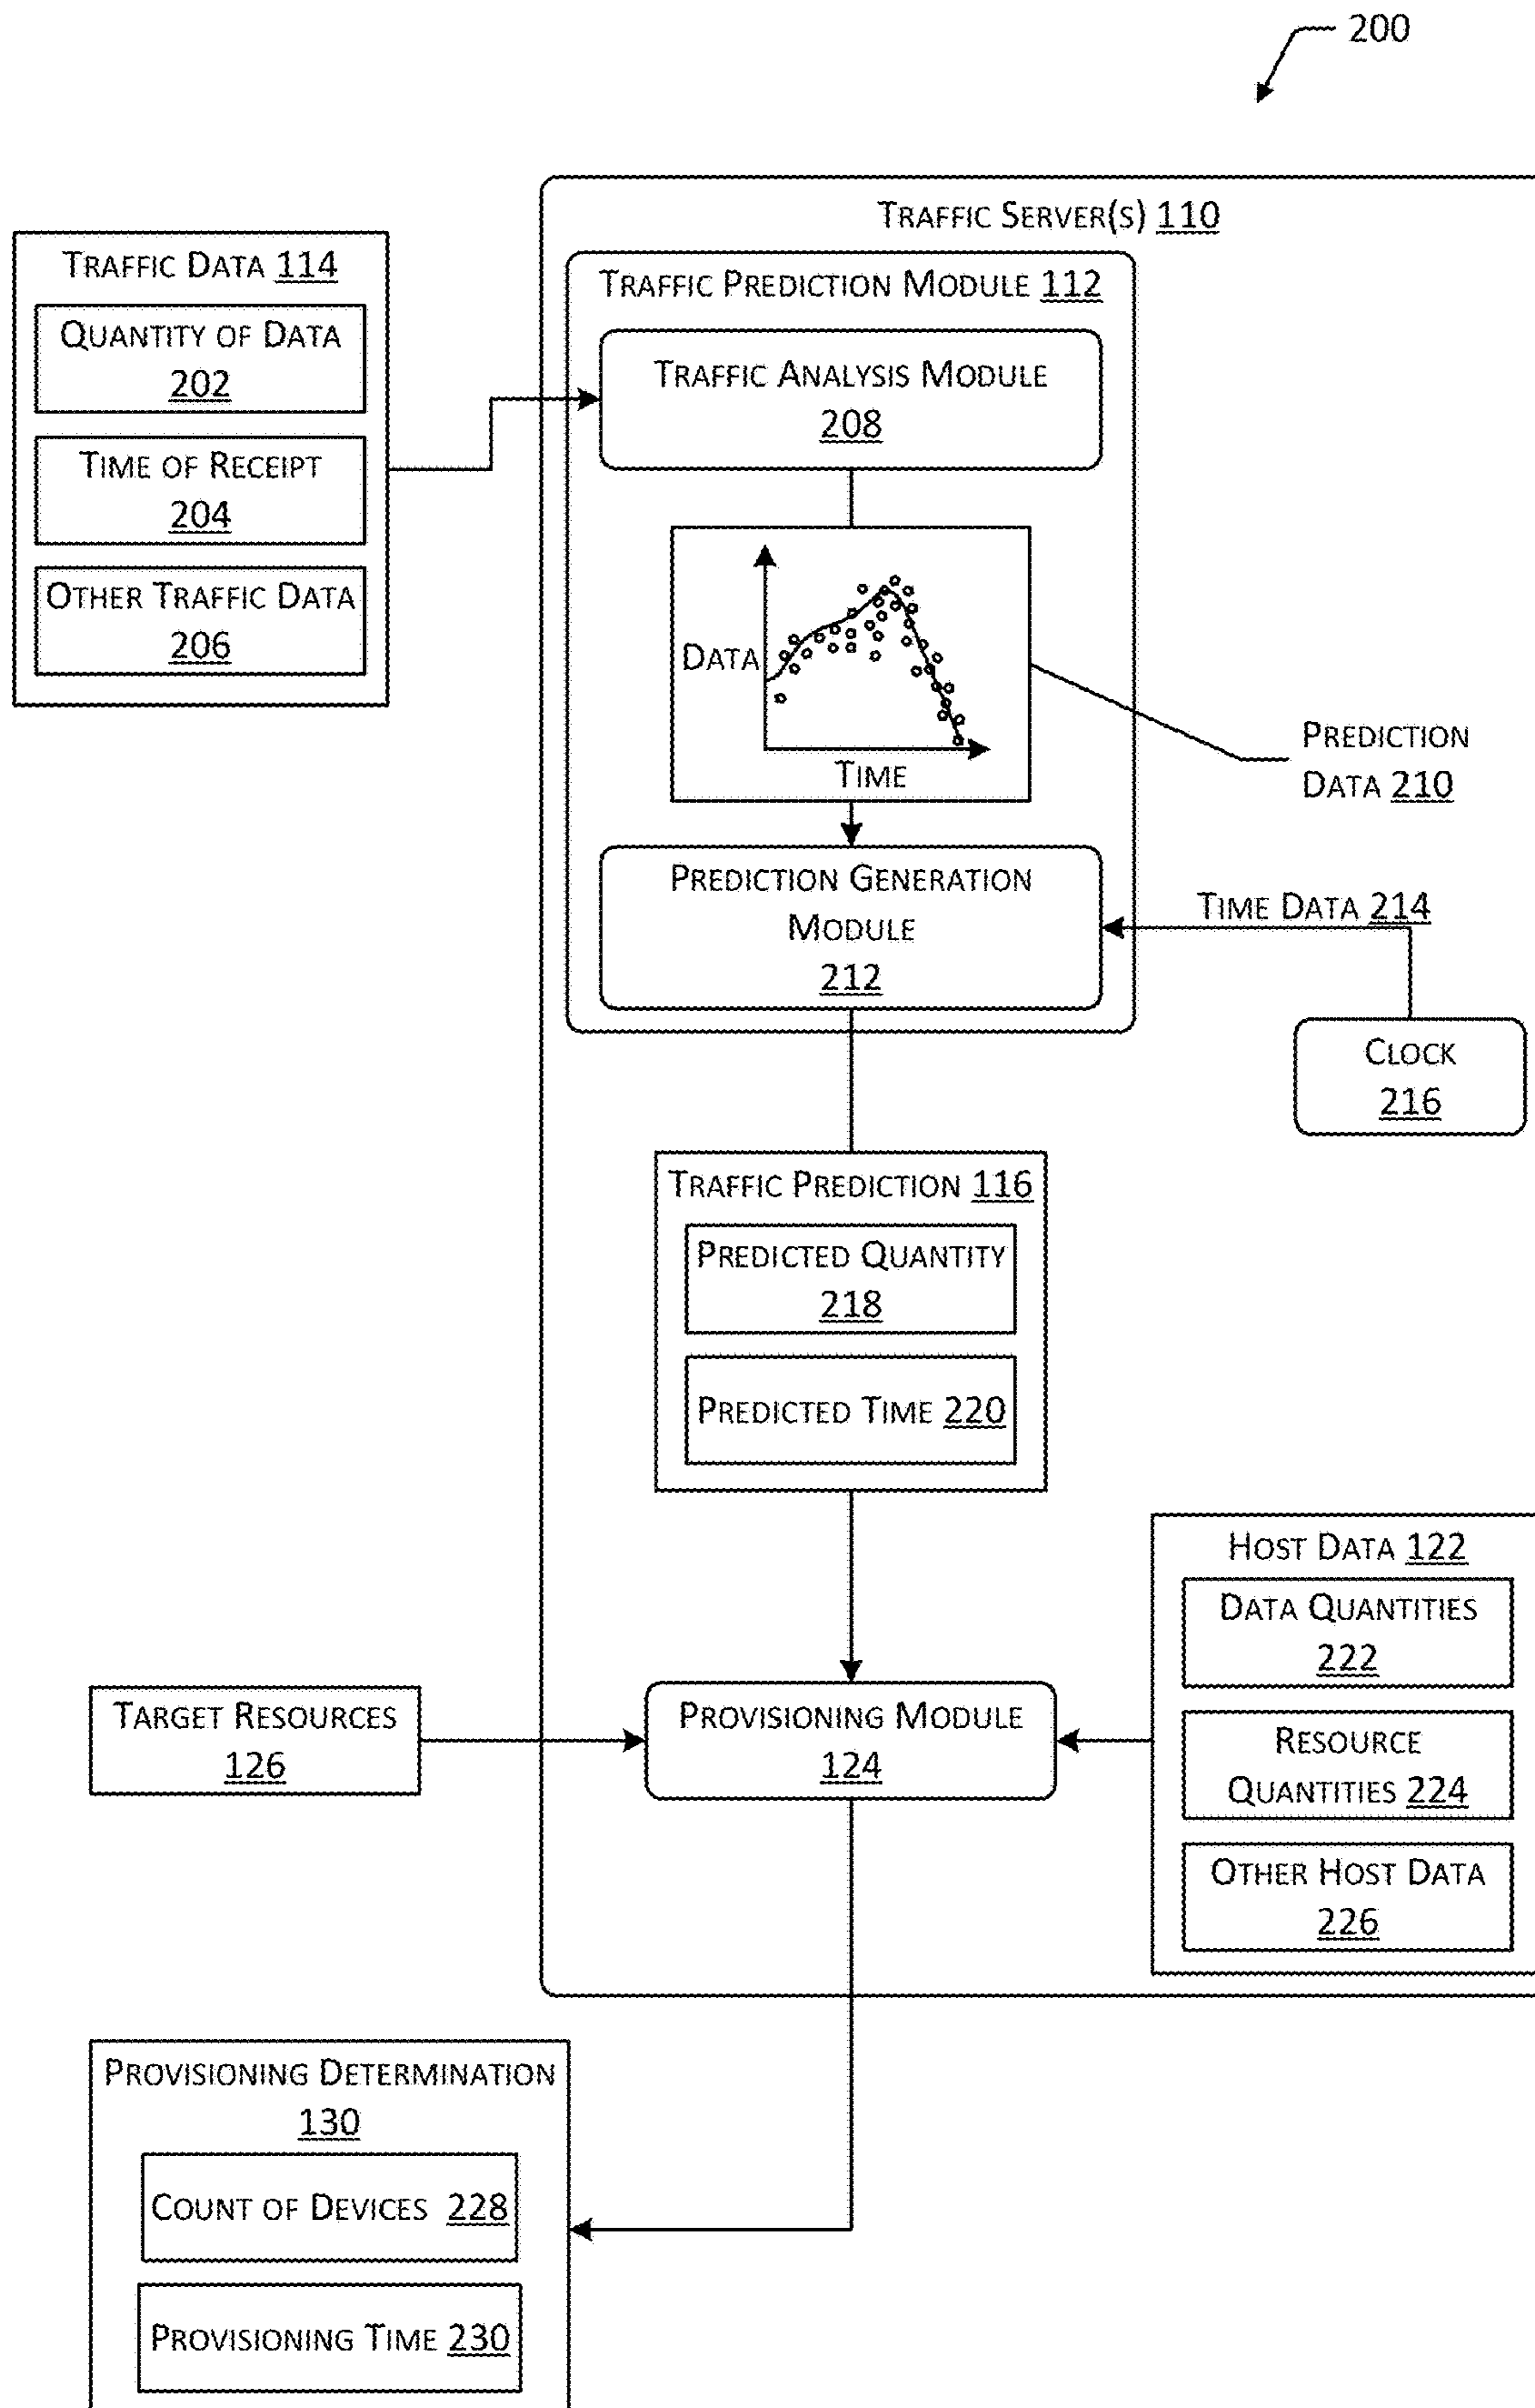 200
TRAFFIC SERVER(S) 110
TRAFFIC DATA 114
QUANTITY OF DATA
202
TIME OF RECEIPT
204
OTHER TRAFFIC DATA
206
TRAFFIC PREDICTION MODULE 112
TRAFFIC ANALYSIS MODULE
208
DATA
TIME
PREDICTION
DATA 210
PREDICTION GENERATION
MODULE
212
TIME DATA 214
CLOCK
216
TRAFFIC PREDICTION 116
PREDICTED QUANTITY
218
PREDICTED TIME 220
HOST DATA 122
DATA QUANTITIES
222
RESOURCE
QUANTITIES 224
OTHER HOST DATA
226
TARGET RESOURCES
126
PROVISIONING MODULE
124
PROVISIONING DETERMINATION
130
COUNT OF DEVICES 228
PROVISIONING TIME 230